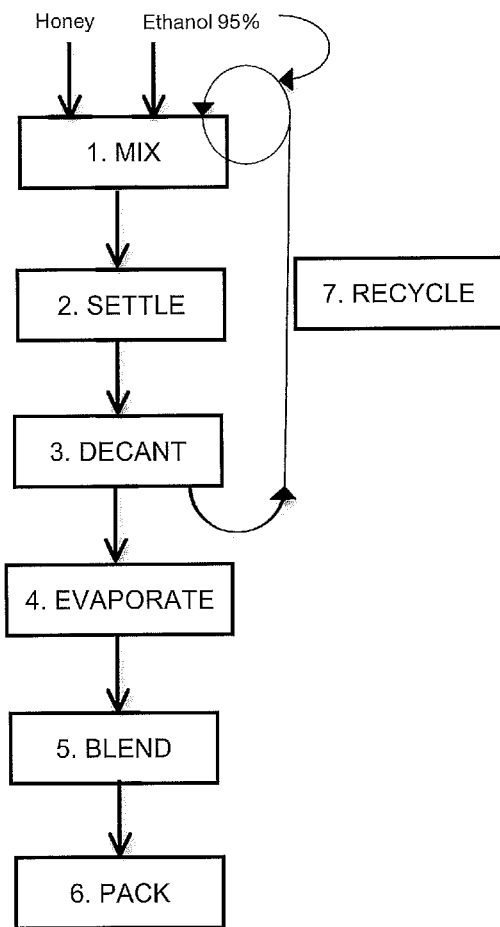 Honey
Ethanol 95%
1. MIX
2. SETTLE
7. RECYCLE
3. DECANT
4. EVAPORATE
5. BLEND
6. PACK